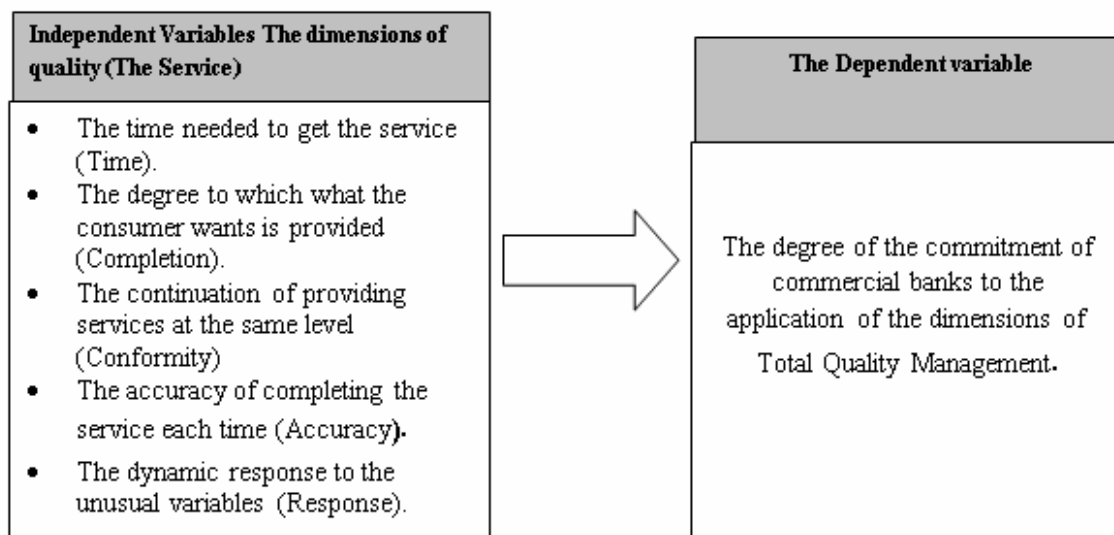 Independent Variables The dimensions of
quality (The Service)
• The time needed to get the service
(Time).
• The degree to which what the
consumer wants is provided
(Completion).
• The continuation of providing
services at the same level
(Conformity)
• The accuracy of completing the
service each time (Accuracy).
• The dynamic response to the
unusual variables (Response).
The Dependent variable
The degree of the commitment of
commercial banks to the
application of the dimensions of
Total Quality Management.